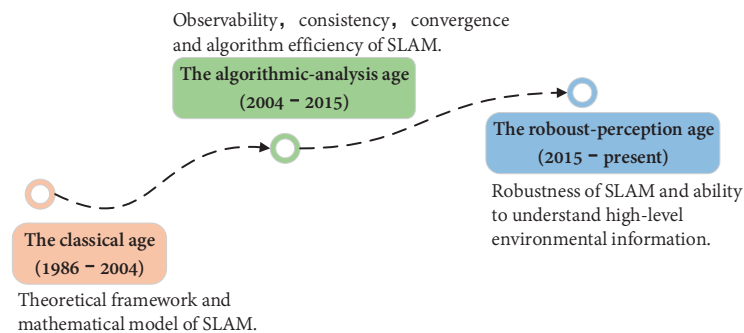 Observability, consistency, convergence
and algorithm efficiency of SLAM.
The algorithmic-analysis age
(2004 – 2015)
The roboust-perception age
(2015 – present)
Robustness of SLAM and ability
to understand high-level
environmental information.
The classical age
(1986 – 2004)
Theoretical framework and
mathematical model of SLAM.